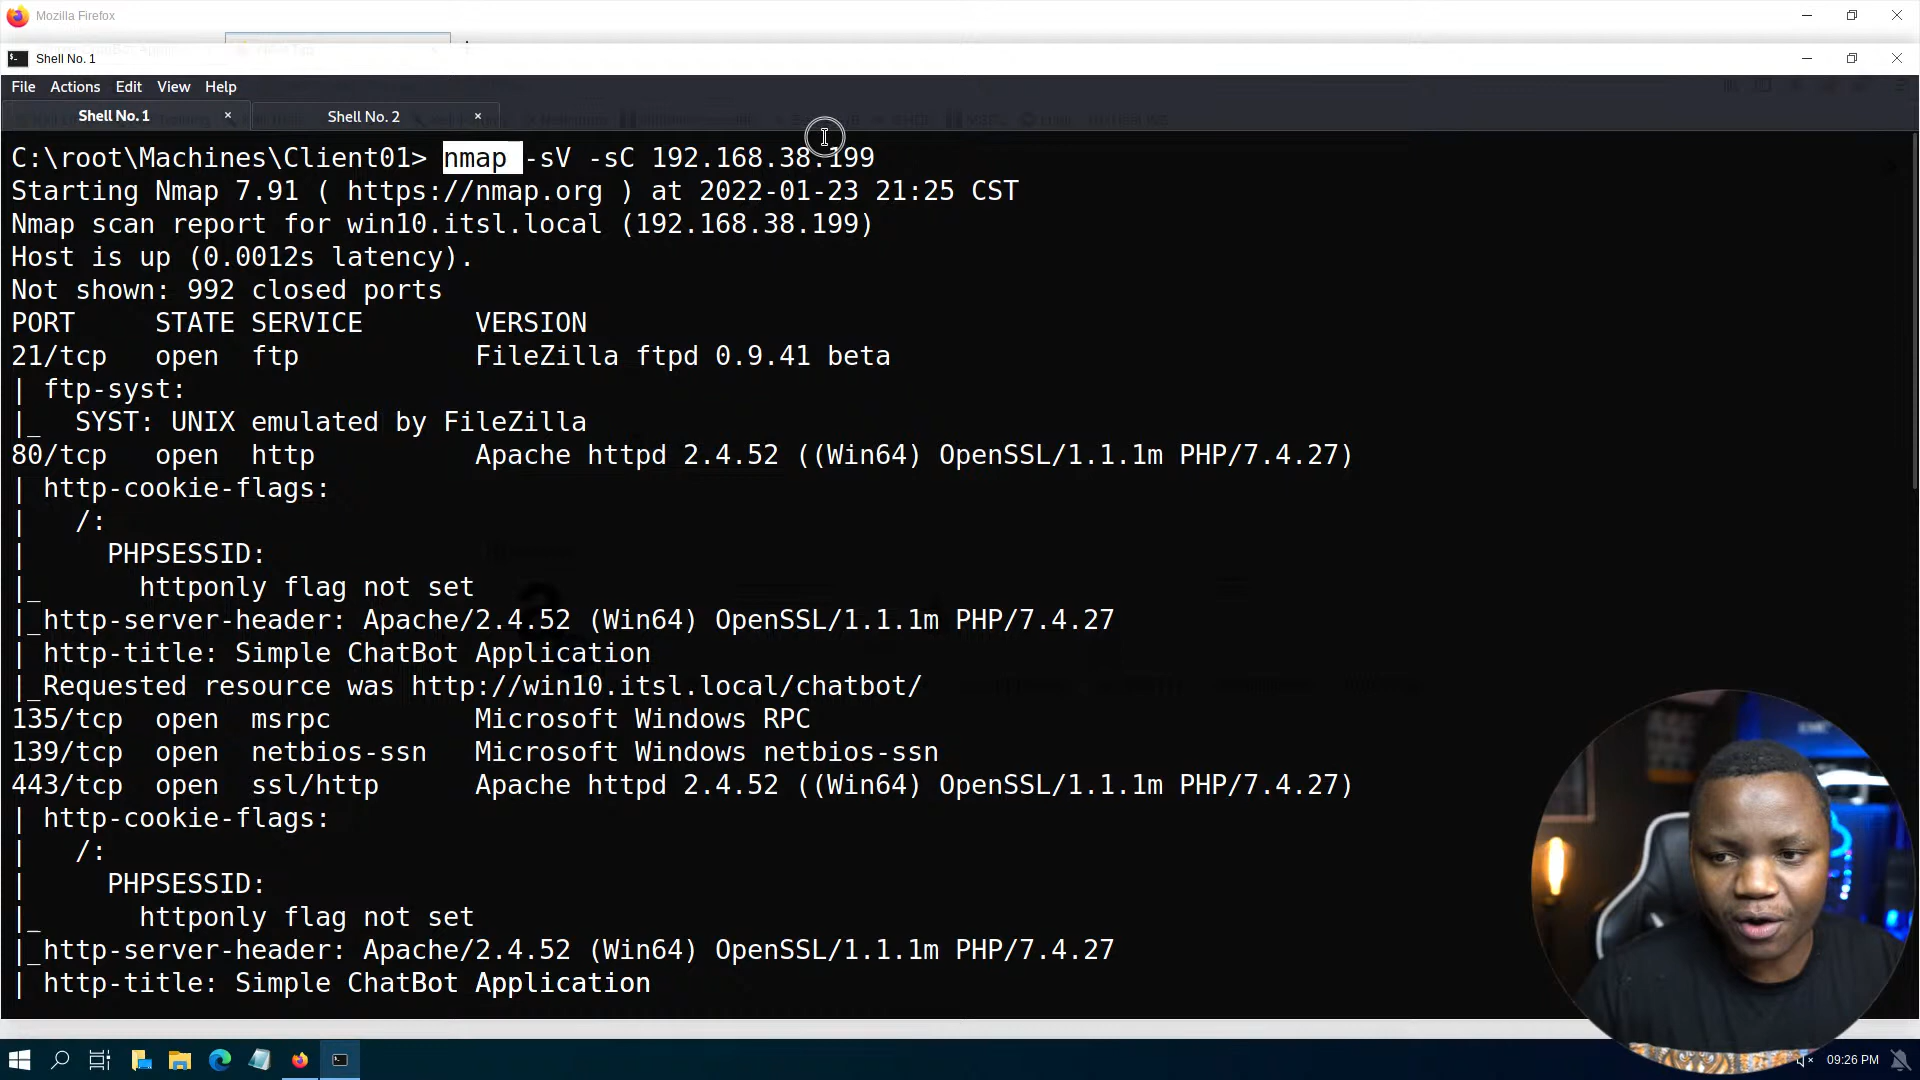 Mozilla Firefox
Shell No. 1
File Actions Edit View Help
Shell No. 1 × Shell No. 2 ×
C:\root\Machines\Client01> nmap -sV -sC 192.168.38.199
Starting Nmap 7.91 ( https://nmap.org ) at 2022-01-23 21:25 CST
Nmap scan report for win10.itsl.local (192.168.38.199)
Host is up (0.0012s latency).
Not shown: 992 closed ports
PORT STATE SERVICE VERSION
21/tcp open ftp FileZilla ftpd 0.9.41 beta
| ftp-syst:
|_ SYST: UNIX emulated by FileZilla
80/tcp open http Apache httpd 2.4.52 ((Win64) OpenSSL/1.1.1m PHP/7.4.27)
| http-cookie-flags:
| /:
| PHPSESSID:
|_ httponly flag not set
|_http-server-header: Apache/2.4.52 (Win64) OpenSSL/1.1.1m PHP/7.4.27
| http-title: Simple ChatBot Application
|_Requested resource was http://win10.itsl.local/chatbot/
135/tcp open msrpc Microsoft Windows RPC
139/tcp open netbios-ssn Microsoft Windows netbios-ssn
443/tcp open ssl/http Apache httpd 2.4.52 ((Win64) OpenSSL/1.1.1m PHP/7.4.27)
| http-cookie-flags:
| /:
| PHPSESSID:
|_ httponly flag not set
|_http-server-header: Apache/2.4.52 (Win64) OpenSSL/1.1.1m PHP/7.4.27
| http-title: Simple ChatBot Application
09:26 PM